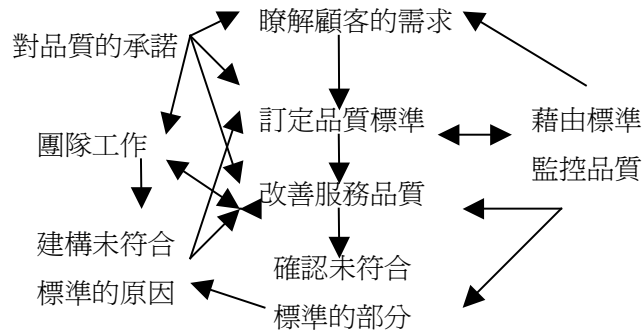 瞭解顧客的需求
對品質的承諾
訂定品質標準
藉由標準
監控品質
團隊工作
改善服務品質
建構未符合
標準的原因
確認未符合
標準的部分